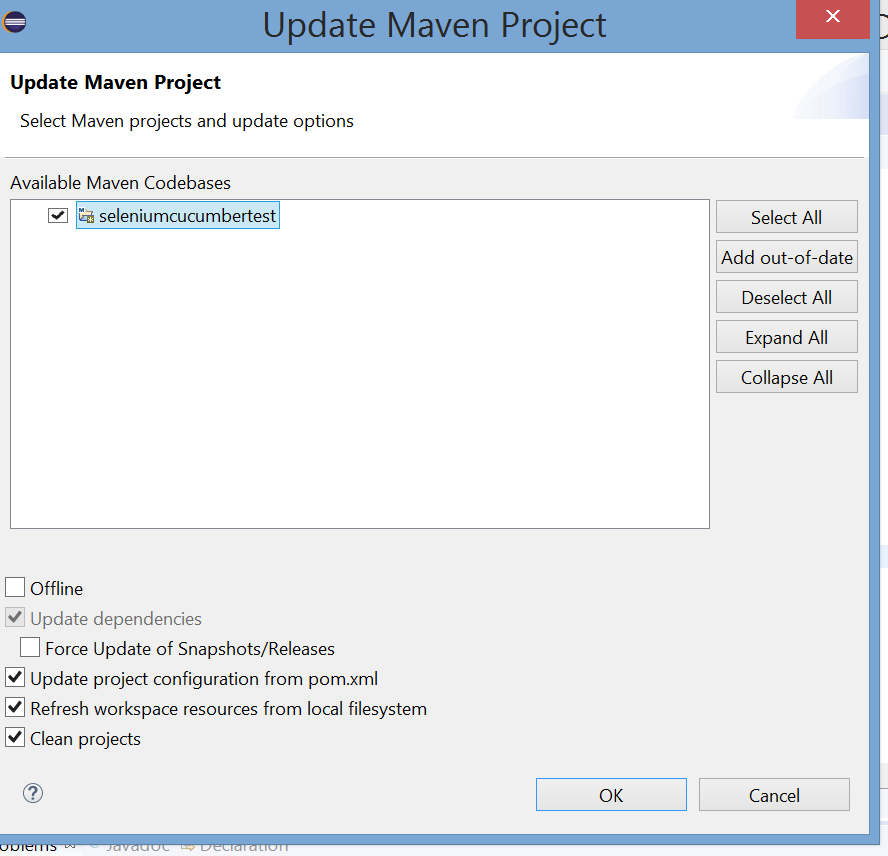 Update Maven Project
Update Maven Project
Select Maven projects and update options
Available Maven Codebases
seleniumcucumbertest
Select All
Add out-of-date
Deselect All
Expand All
Collapse All
Offline
Update dependencies
Force Update of Snapshots/Releases
Update project configuration from pom.xml
Refresh workspace resources from local filesystem
Clean projects
OK Cancel
Javadoc Declaration